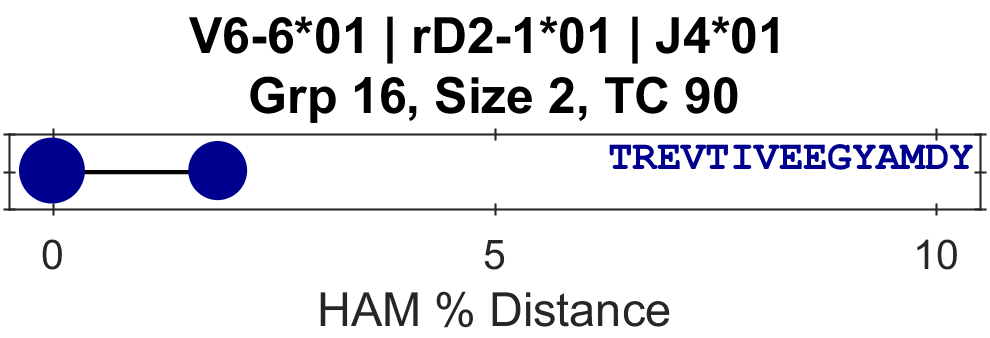 V6-6*01 | rD2-1*01 | J4*01
Grp 16, Size 2, TC 90
TREVTIVEEGYAMDY
0 5 10
HAM % Distance